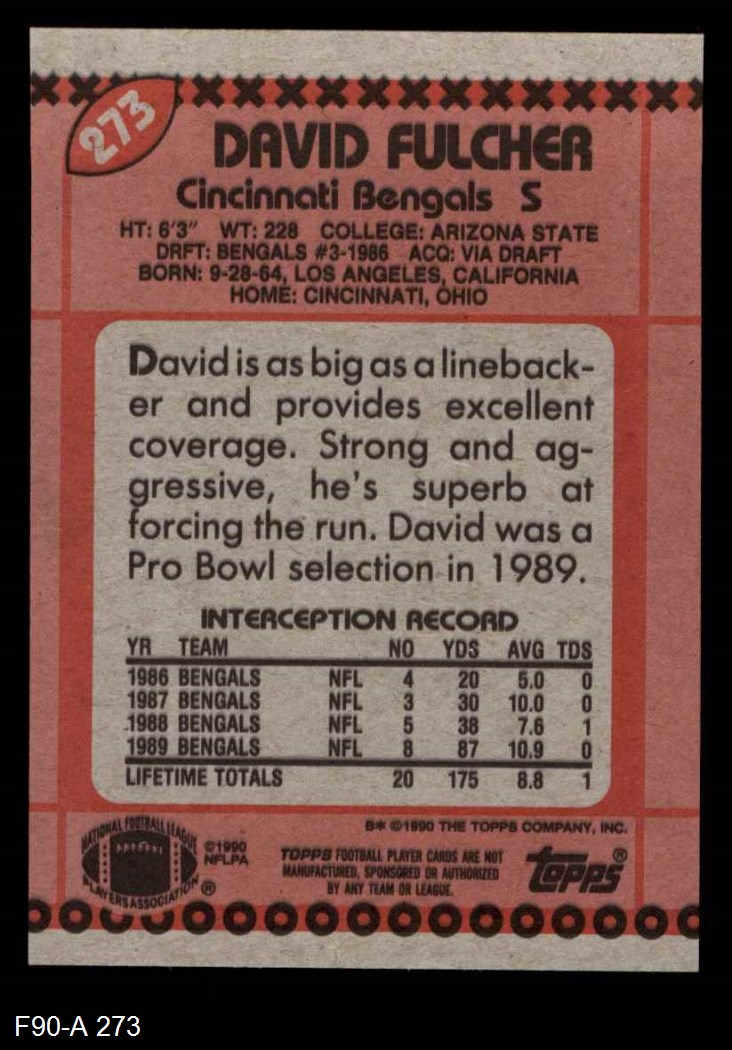 273
DAVID FULCHER
Cincinnati Bengals S
HT: 6'3" WT: 228 COLLEGE: ARIZONA STATE
DRFT: BENGALS #3-1986 ACQ: VIA DRAFT
BORN: 9-28-64, LOS ANGELES, CALIFORNIA
HOME: CINCINNATI, OHIO
David is as big as a lineback-
er and provides excellent
coverage. Strong and ag-
gressive, he's superb at
forcing the run. David was a
Pro Bowl selection in 1989.
INTERCEPTION RECORD
YR TEAM NO YDS AVG TDS
1986 BENGALS NFL 4 20 5.0 0
1987 BENGALS NFL 3 30 10.0 0
1988 BENGALS NFL 5 38 7.6 1
1989 BENGALS NFL 8 87 10.9 0
LIFETIME TOTALS 20 175 8.8 1
B* ©1990 THE TOPPS COMPANY, INC.
NATIONAL FOOTBALL LEAGUE
PLAYERS ASSOCIATION ®
©1990
NFLPA
TOPPS FOOTBALL PLAYER CARDS ARE NOT
MANUFACTURED, SPONSORED OR AUTHORIZED
BY ANY TEAM OR LEAGUE.
TOPPS®
F90-A 273